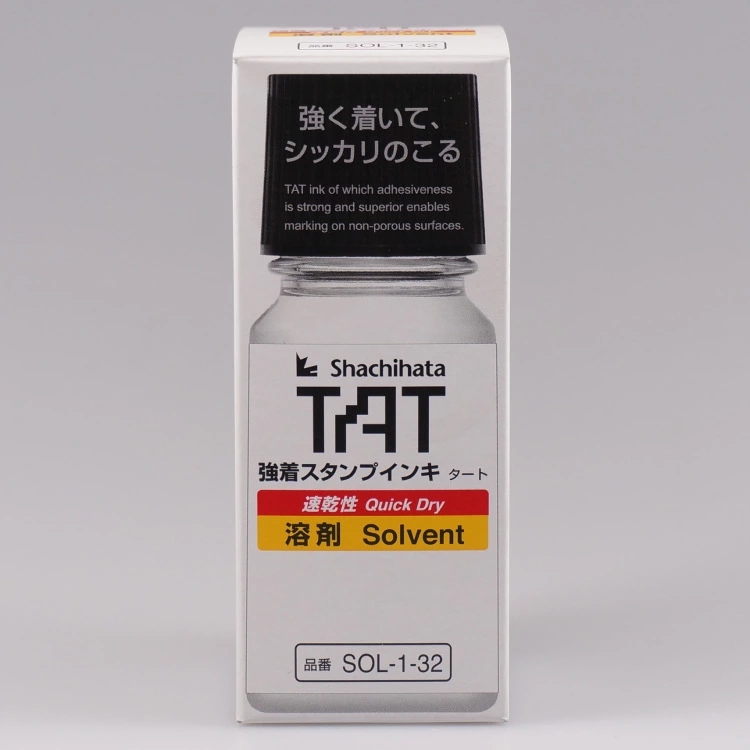 品番 SOL-1-32
強く着いて、
シッカリのこる
TAT ink of which adhesiveness
is strong and superior enables
marking on non-porous surfaces.
Shachihata
TAT
強着スタンプインキ タート
速乾性 Quick Dry
溶剤 Solvent
品番 SOL-1-32